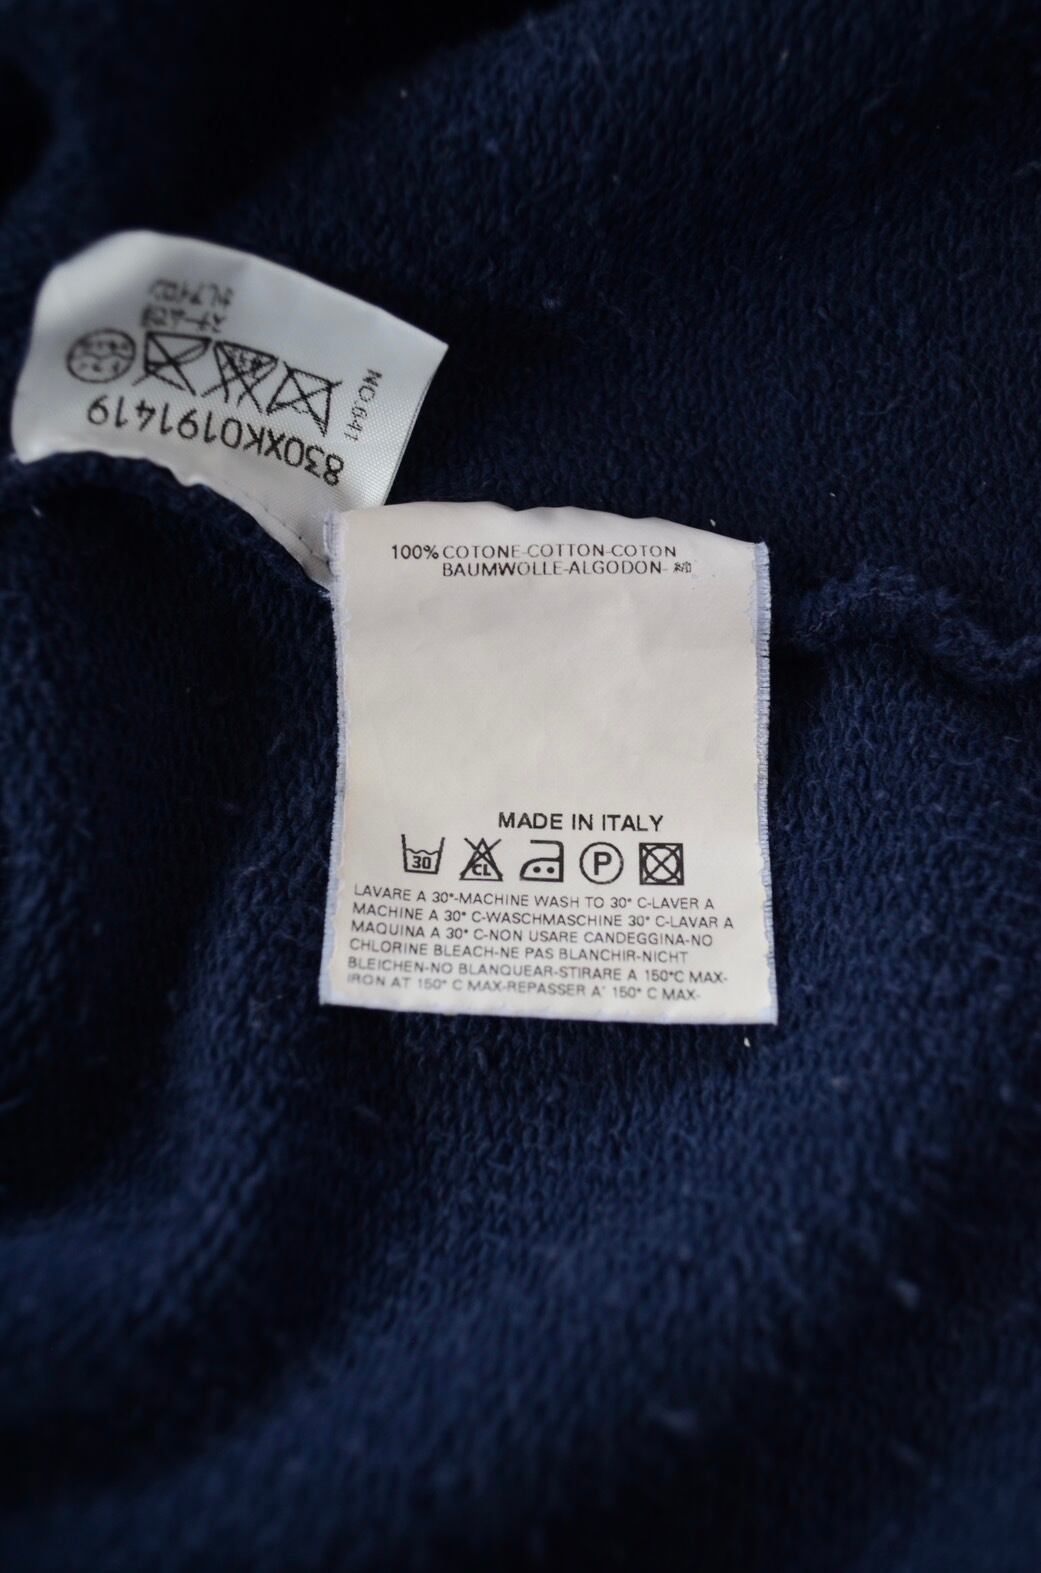 NO.641
830XK0191419
100% COTONE-COTTON-COTON
BAUMWOLLE-ALGODON-
MADE IN ITALY
30
CL
P
LAVARE A 30°-MACHINE WASH TO 30° C-LAVER A
MACHINE A 30° C-WASCHMASCHINE 30° C-LAVAR A
MAQUINA A 30° C-NON USARE CANDEGGINA-NO
CHLORINE BLEACH-NE PAS BLANCHIR-NICHT
BLEICHEN-NO BLANQUEAR-STIRARE A 150°C MAX-
IRON AT 150° C MAX-REPASSER A' 150° C MAX-